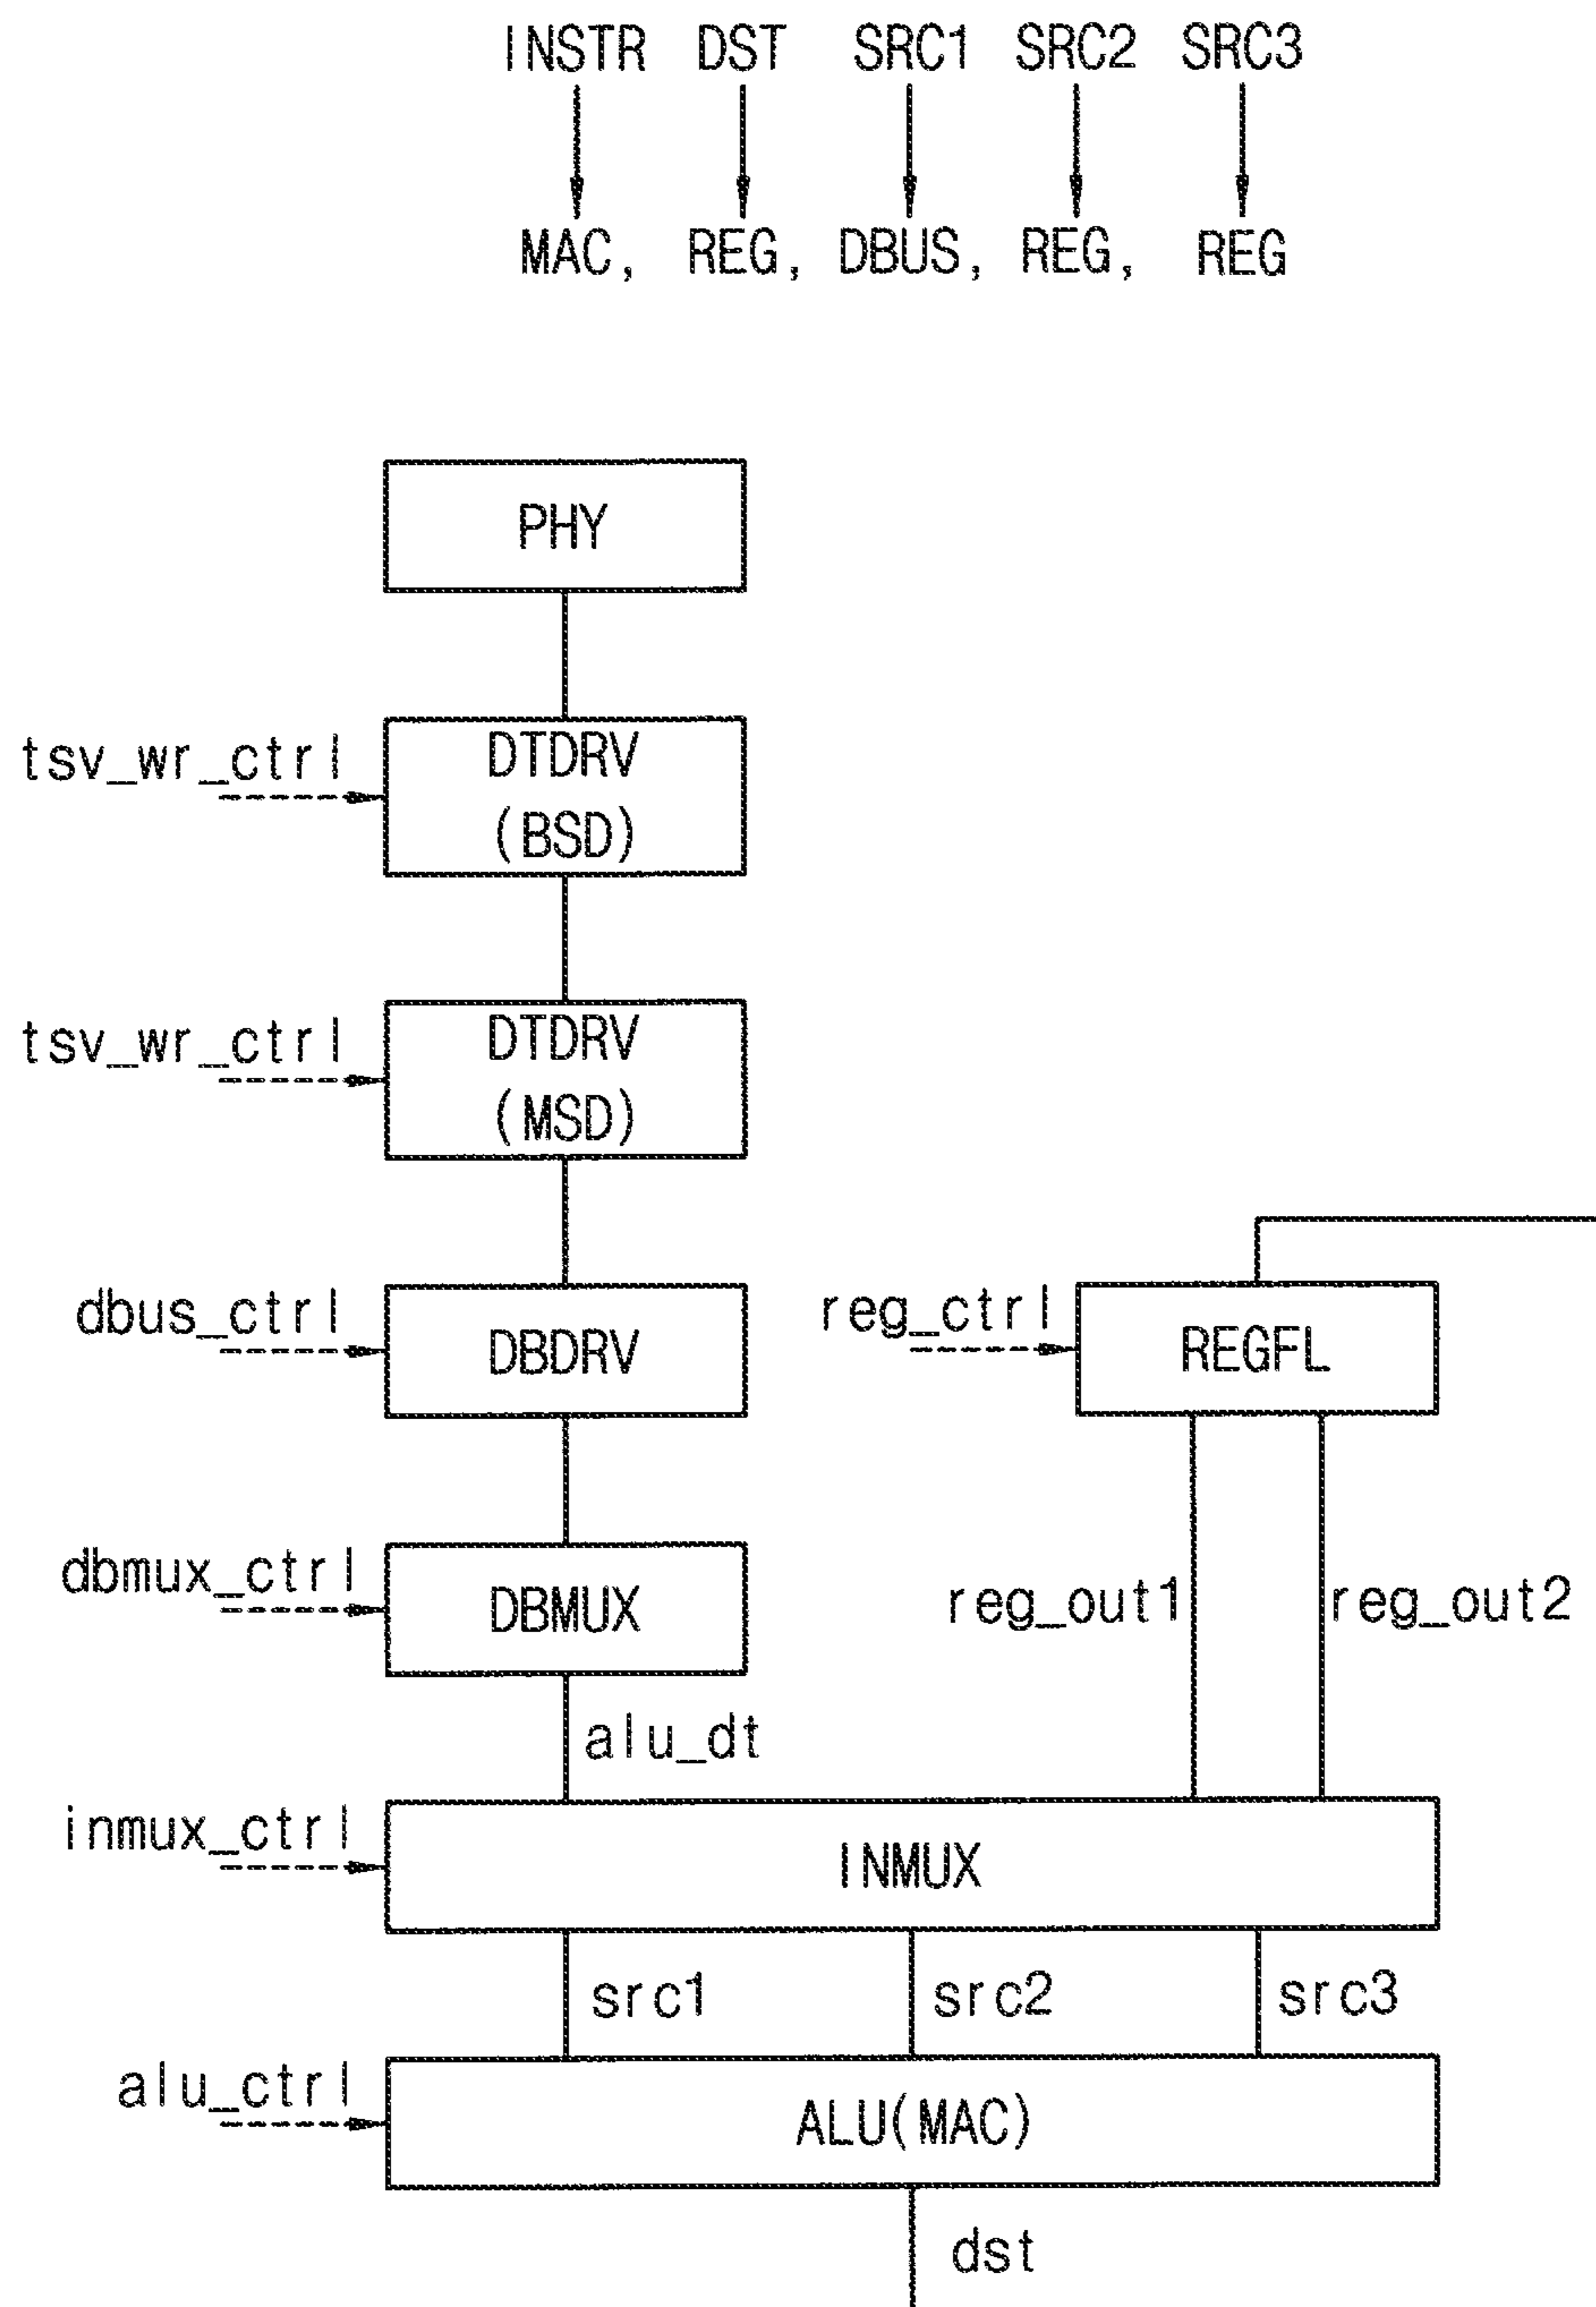 INSTR DST SRC1 SRC2 SRC3
MAC, REG, DBUS, REG, REG
PHY
tsv_wr_ctrl
DTDRV
(BSD)
tsv_wr_ctrl
DTDRV
(MSD)
dbus_ctrl
DBDRV
reg_ctrl
REGFL
dbmux_ctrl
DBMUX
reg_out1
reg_out2
alu_dt
inmux_ctrl
INMUX
src1
src2
src3
alu_ctrl
ALU(MAC)
dst